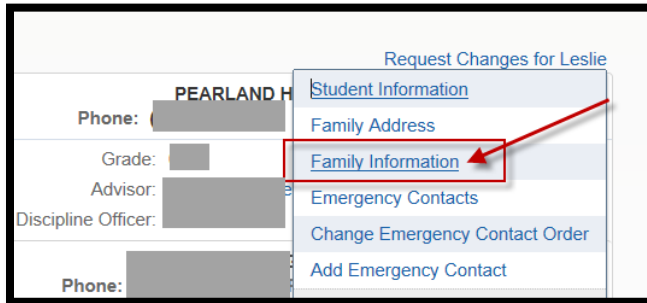 Request Changes for Leslie
PEARLAND H
Phone: (
Grade:
Advisor:
Discipline Officer:
Phone:
Student Information
Family Address
Family Information
Emergency Contacts
Change Emergency Contact Order
Add Emergency Contact